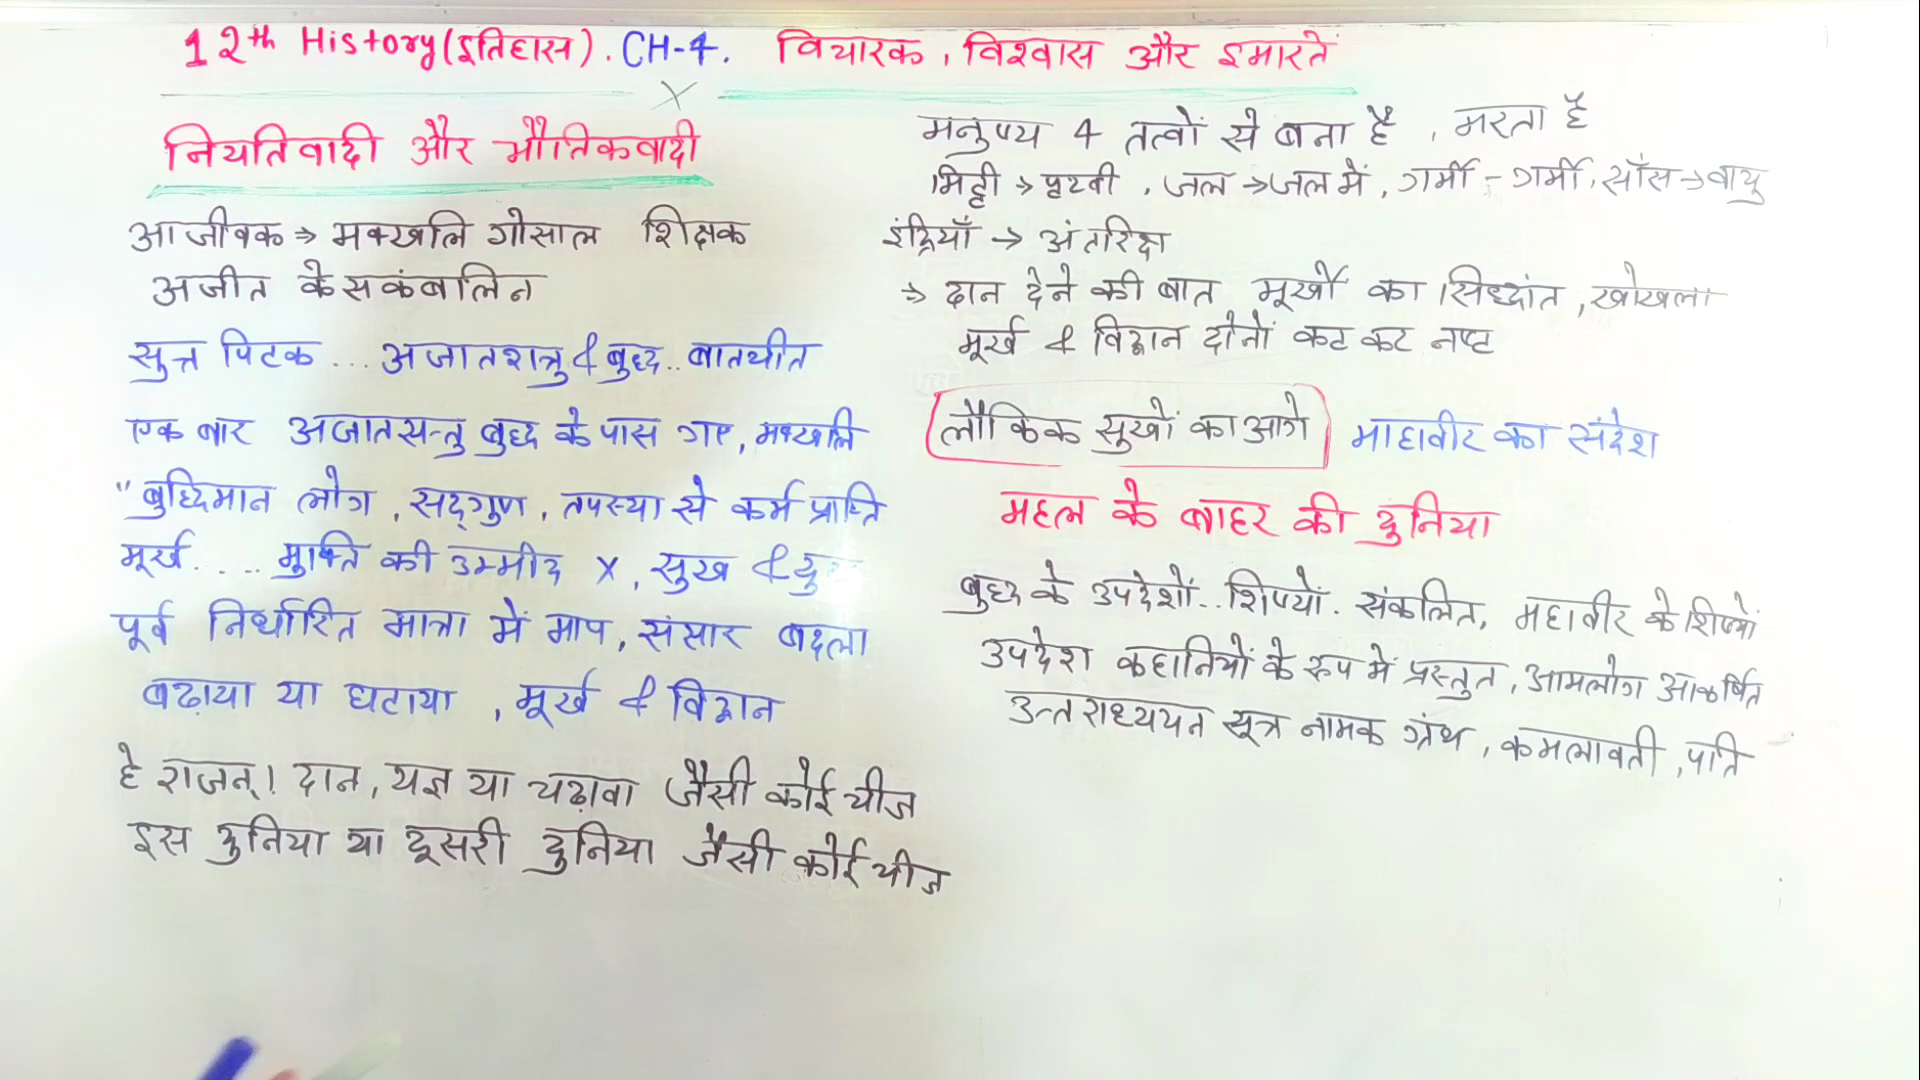 12th History(इतिहास). CH-4. विचारक, विश्वास और इमारतें
नियतिवादी और भौतिकवादी
आजीवक → मक्खलि गोसाल शिक्षक
अजीत केसकंबलिन
सुत्त पिटक ... अजातशत्रु & बुद्ध.. बातचीत
एक बार अजातसत्तु बुद्ध के पास गए, मक्खलि
"बुद्धिमान लोग, सद्गुण, तपस्या से कर्म प्राप्ति
मूर्ख..... मुक्ति की उम्मीद x, सुख &
पूर्व निर्धारित मात्रा में माप, संसार बदला
बढ़ाया या घटाया, मूर्ख & विद्वान
हे राजन्! दान, यज्ञ या चढ़ावा जैसी कोई चीज
इस दुनिया या दूसरी दुनिया जैसी कोई चीज
मनुष्य 4 तत्वों से बना है, मरता है
मिट्टी → पृथ्वी, जल → जल में, गर्मी - गर्मी, साँस → वायु
इंद्रियाँ → अंतरिक्ष
→ दान देने की बात मूर्खों का सिद्धांत, खोखला
मूर्ख & विद्वान दोनों कट कट नष्ट
लौकिक सुखों का आगे माहावीर का संदेश
महल के बाहर की दुनिया
बुद्ध के उपदेशों.. शिष्यों. संकलित, महावीर के शिष्यों
उपदेश कहानियों के रूप में प्रस्तुत, आमलोग आकर्षित
उत्तराध्ययन सूत्र नामक ग्रंथ, कमलावती, पति